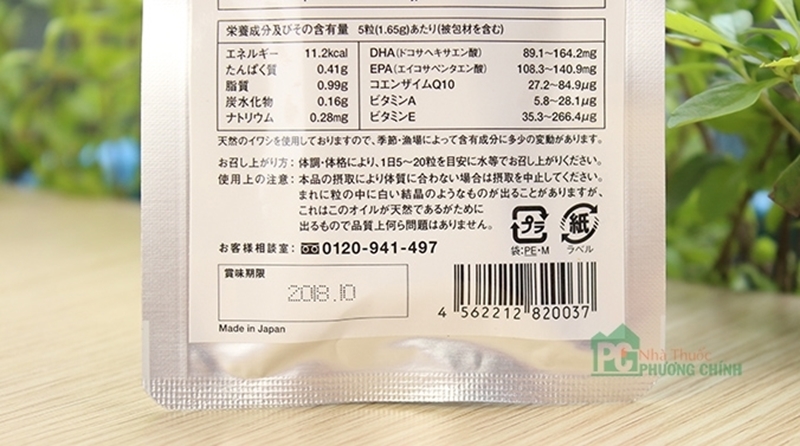 栄養成分及びその含有量 5粒(1.65g)あたり(被包材を含む)
エネルギー 11.2kcal
たんぱく質 0.41g
脂質 0.99g
炭水化物 0.16g
ナトリウム 0.28mg
DHA(ドコサヘキサエン酸) 89.1~164.2mg
EPA(エイコサペンタエン酸) 108.3~140.9mg
コエンザイムQ10 27.2~84.9μg
ビタミンA 5.8~28.1μg
ビタミンE 35.3~266.4μg
天然のイワシを使用しておりますので、季節・漁場によって含有成分に多少の変動があります。
お召し上がり方: 体調・体格により、1日5~20粒を目安に水等でお召し上がりください。
使用上の注意: 本品の摂取により体質に合わない場合は摂取を中止してください。
まれに粒の中に白い結晶のようなものが出ることがありますが、
これはこのオイルが天然であるがために
出るもので品質上何ら問題はありません。
プラ
袋:PE・M
紙
ラベル
お客様相談室: 0120-941-497
賞味期限
2018.10
Made in Japan
4 562212 820037
PC Nhà Thuốc
PHƯƠNG CHÍNH